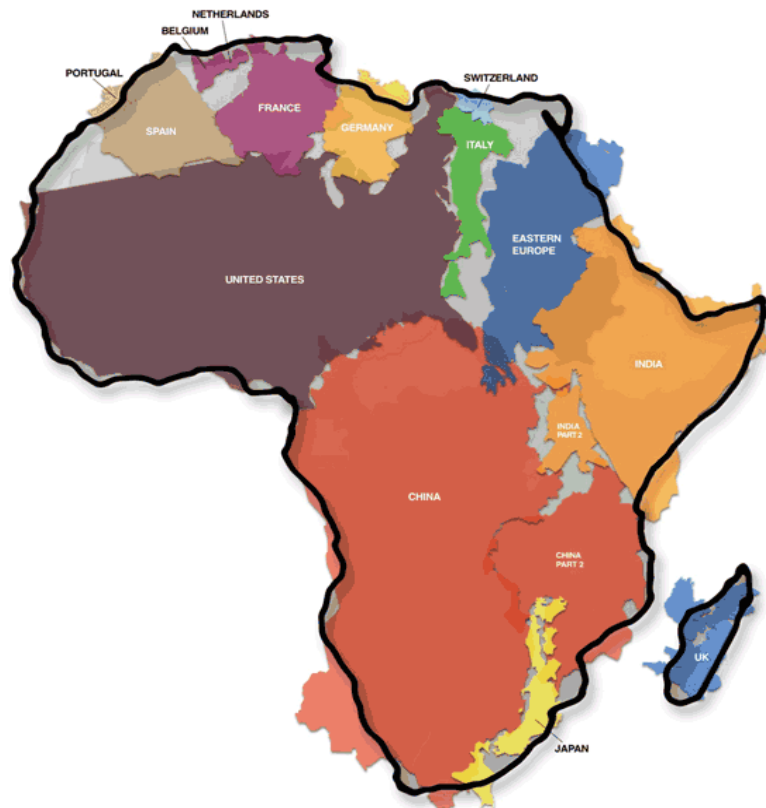 NETHERLANDS
BELGIUM
PORTUGAL
SWITZERLAND
FRANCE
SPAIN
GERMANY
ITALY
EASTERN
EUROPE
UNITED STATES
INDIA
INDIA
PART 2
CHINA
CHINA
PART 2
UK
JAPAN